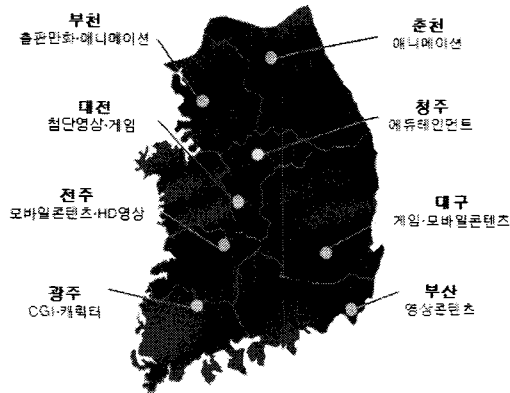 부천
출판만화·애니메이션
춘천
애니메이션
대전
첨단영상·게임
청주
에듀테인먼트
전주
모바일콘텐츠·HD영상
대구
게임·모바일콘텐츠
광주
CGI·캐릭터
부산
영상콘텐츠